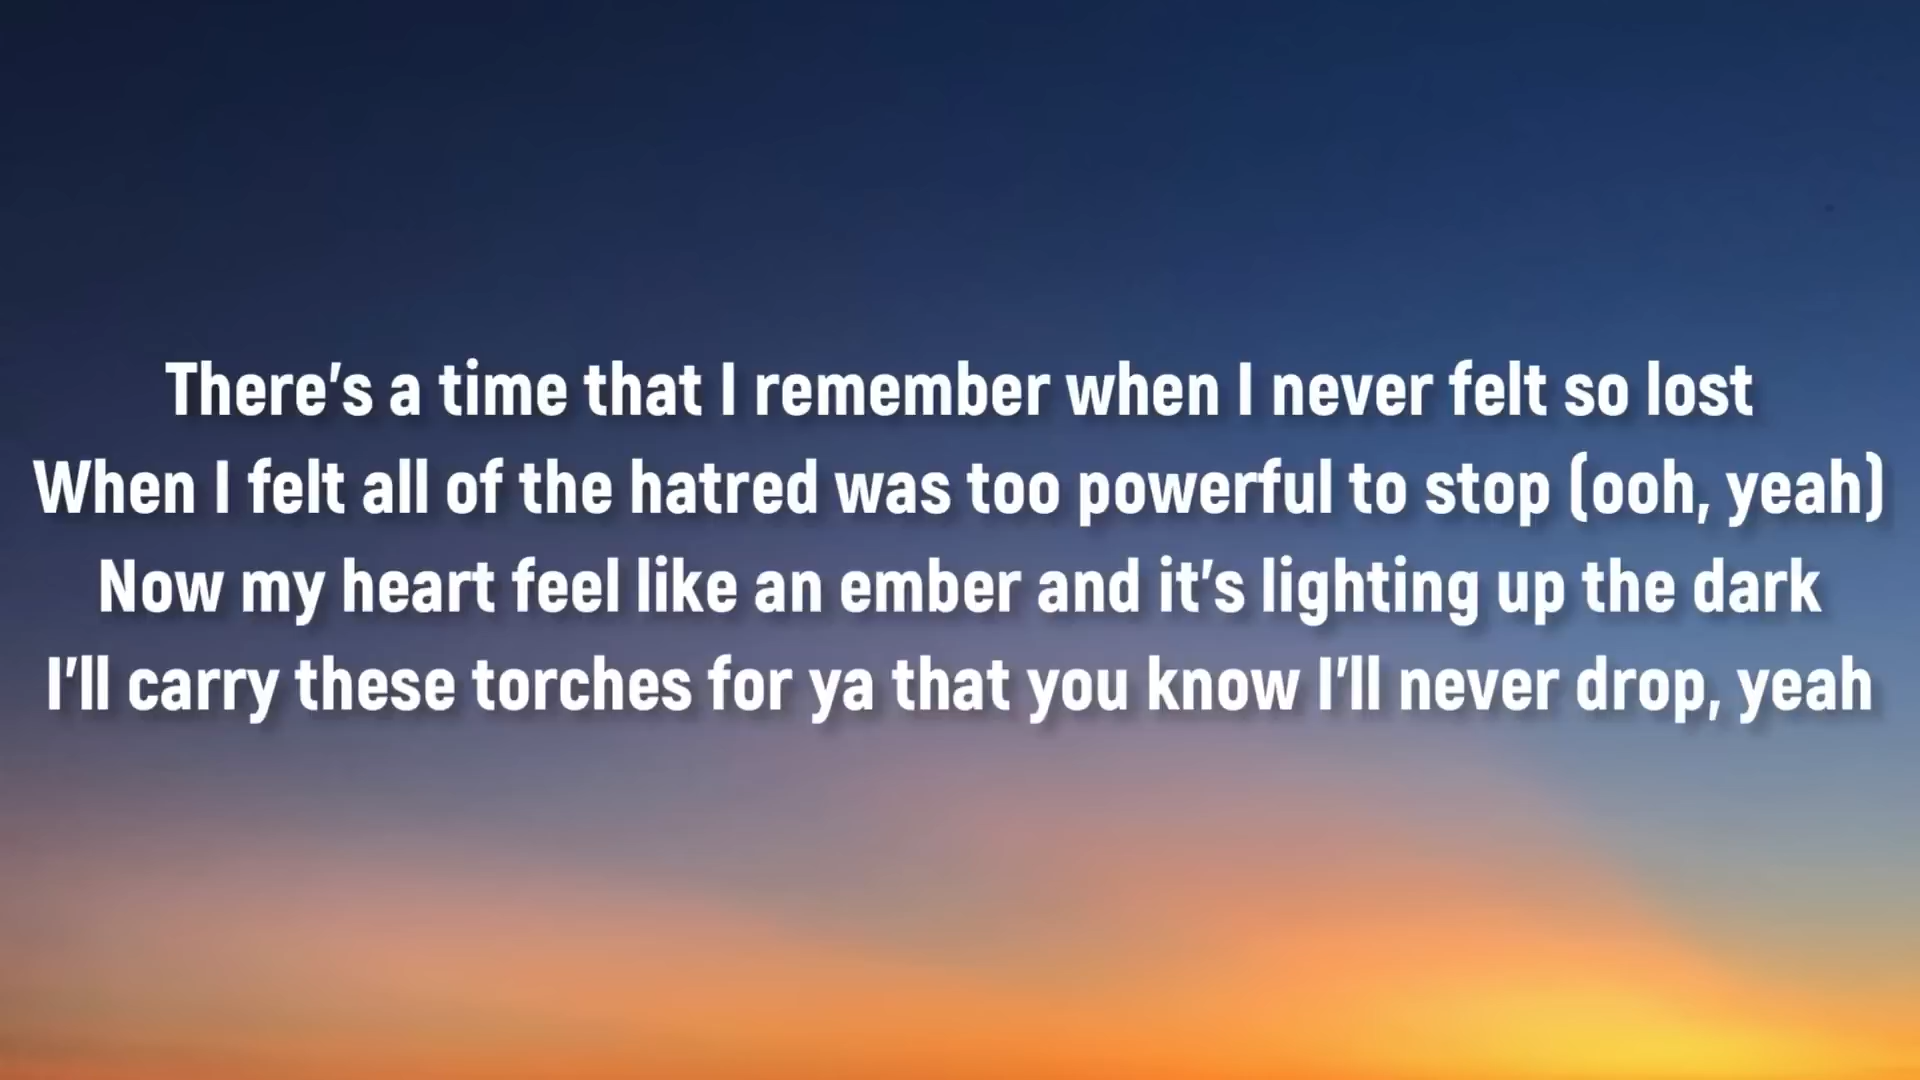 There's a time that I remember when I never felt so lost
When I felt all of the hatred was too powerful to stop (ooh, yeah)
Now my heart feel like an ember and it's lighting up the dark
I'll carry these torches for ya that you know I'll never drop, yeah